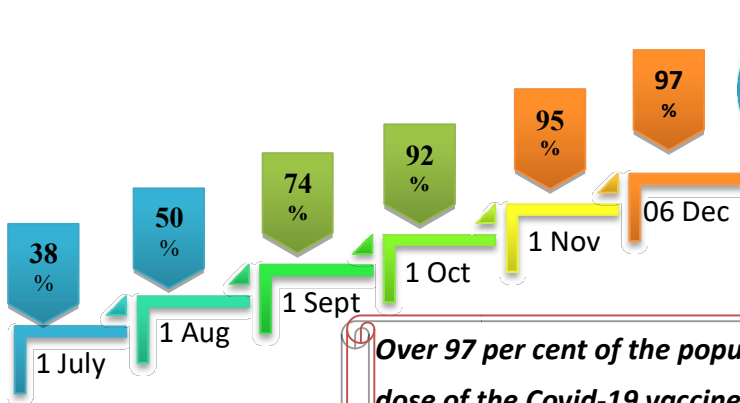 97
%
95
%
92
%
74
%
50
%
38
%
06 Dec
1 Nov
1 Oct
1 Sept
1 Aug
1 July
Over 97 per cent of the popu
dose of the Covid-19 vaccine